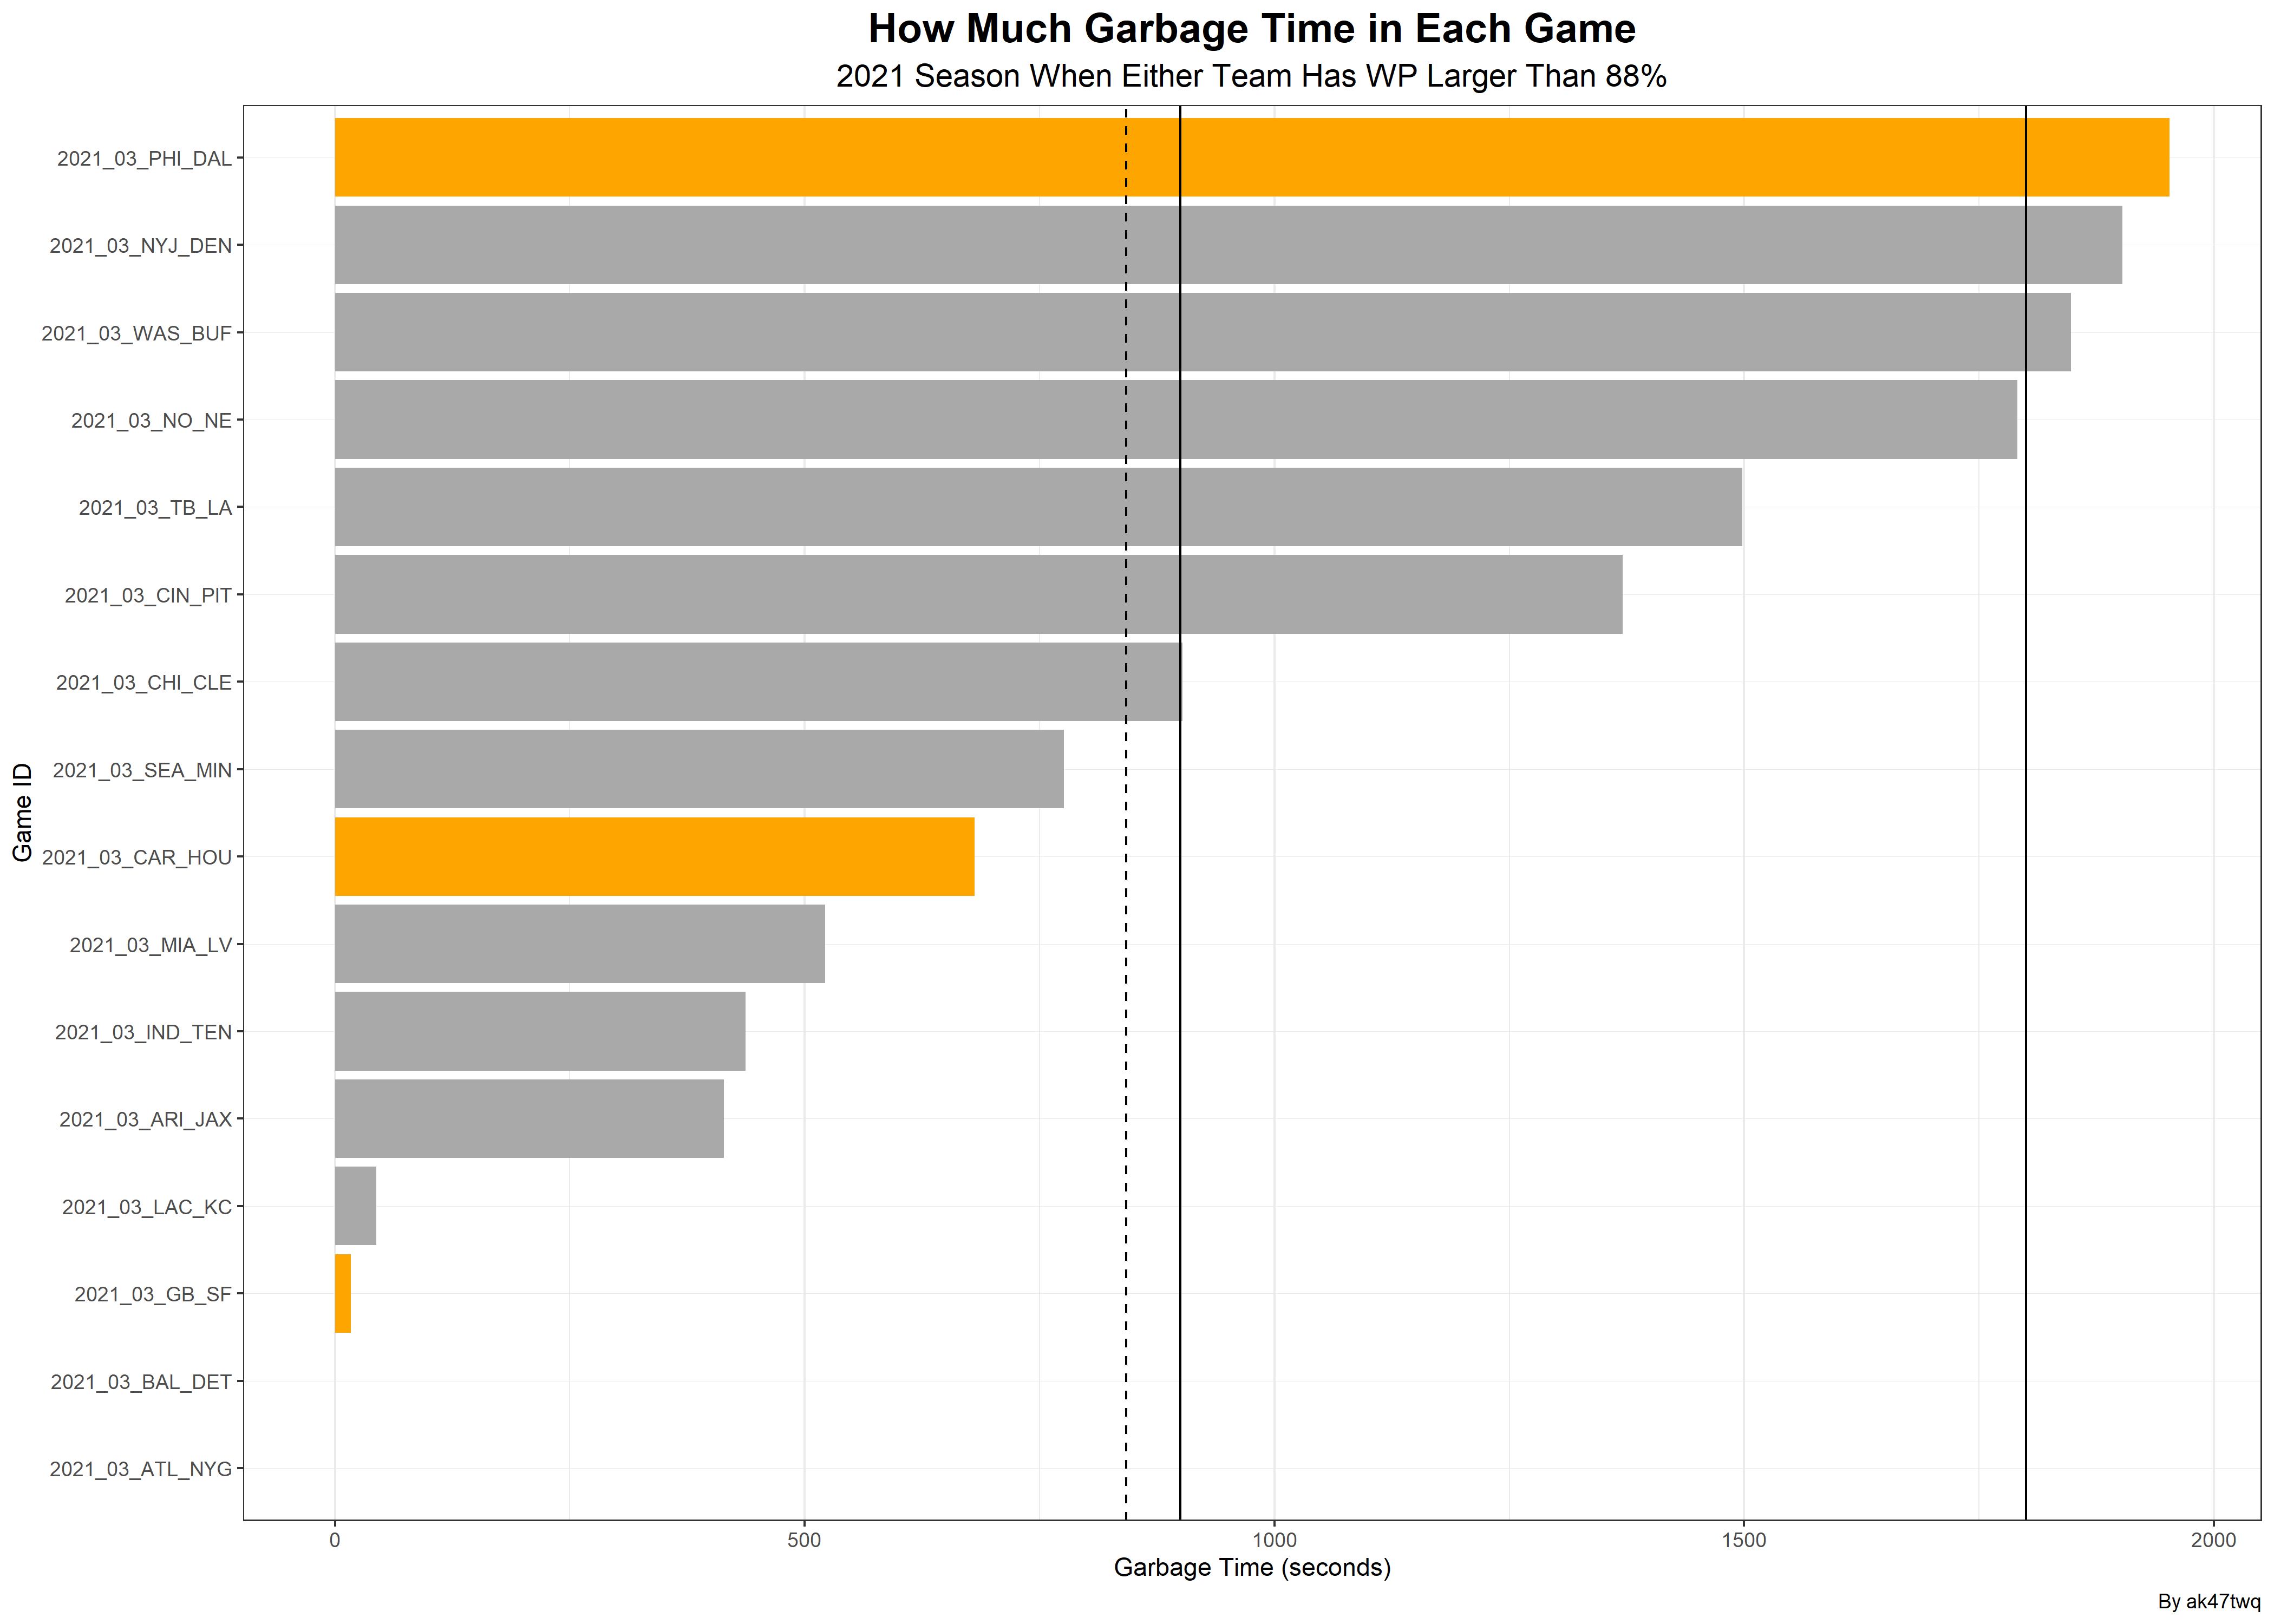 How Much Garbage Time in Each Game
2021 Season When Either Team Has WP Larger Than 88%
2021_03_PHI_DAL
2021_03_NYJ_DEN
2021_03_WAS_BUF
2021_03_NO_NE
2021_03_TB_LA
2021_03_CIN_PIT
2021_03_CHI_CLE
2021_03_SEA_MIN
2021_03_CAR_HOU
2021_03_MIA_LV
2021_03_IND_TEN
2021_03_ARI_JAX
2021_03_LAC_KC
2021_03_GB_SF
2021_03_BAL_DET
2021_03_ATL_NYG
Game ID
0 500 1000 1500 2000
Garbage Time (seconds)
By ak47twq